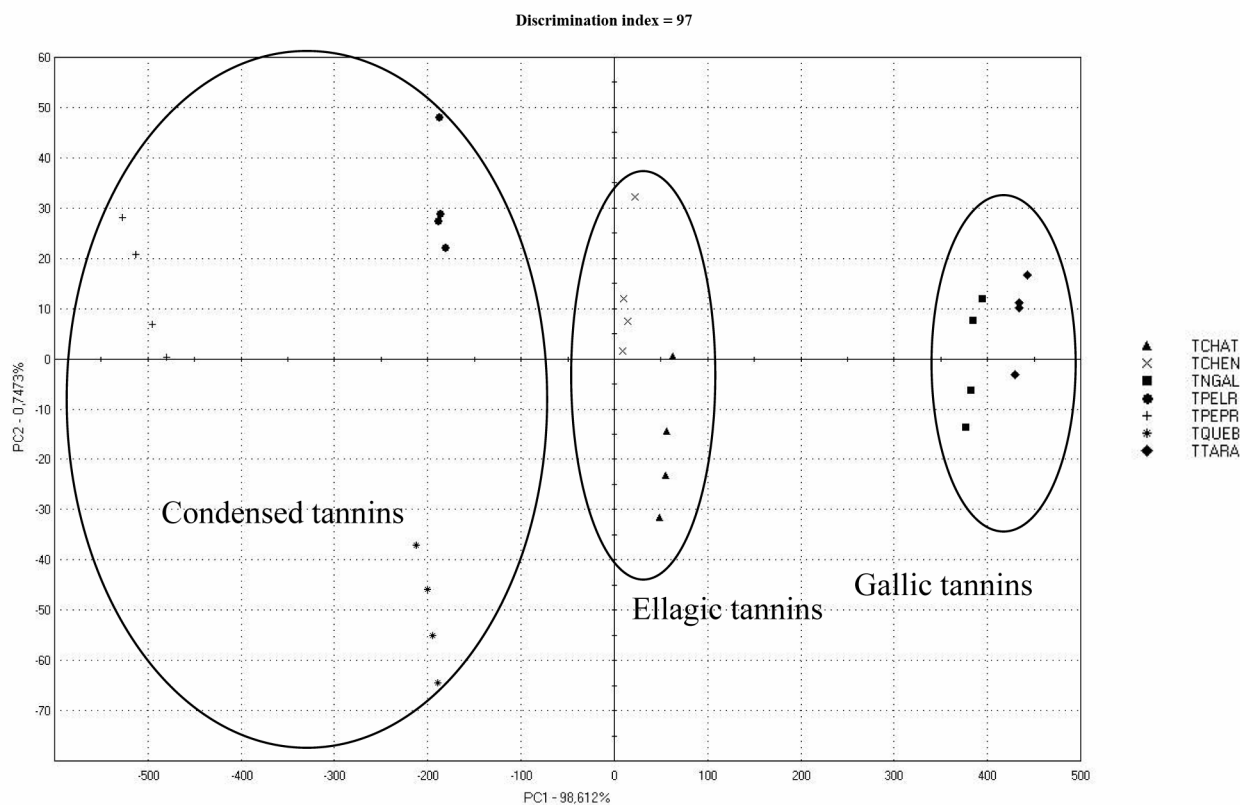 Discrimination index = 97
60
50
40
30
20
10
0
-10
-20
-30
-40
-50
-60
-70
PC2 - 0,7473%
Condensed tannins
Ellagic tannins
Gallic tannins
TCHAT
TCHEN
TNGAL
TPELR
TPEPR
TQUEB
TTARA
-500
-400
-300
-200
-100
0
100
200
300
400
500
PC1 - 98,612%